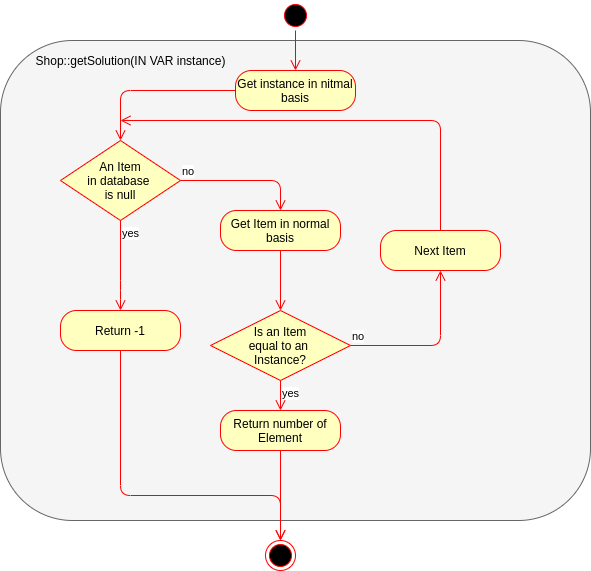 Shop::getSolution(IN VAR instance)
Get instance in nitmal
basis
An Item
in database
is null
no
yes
Get Item in normal
basis
Next Item
Return -1
Is an Item
equal to an
Instance?
no
yes
Return number of
Element